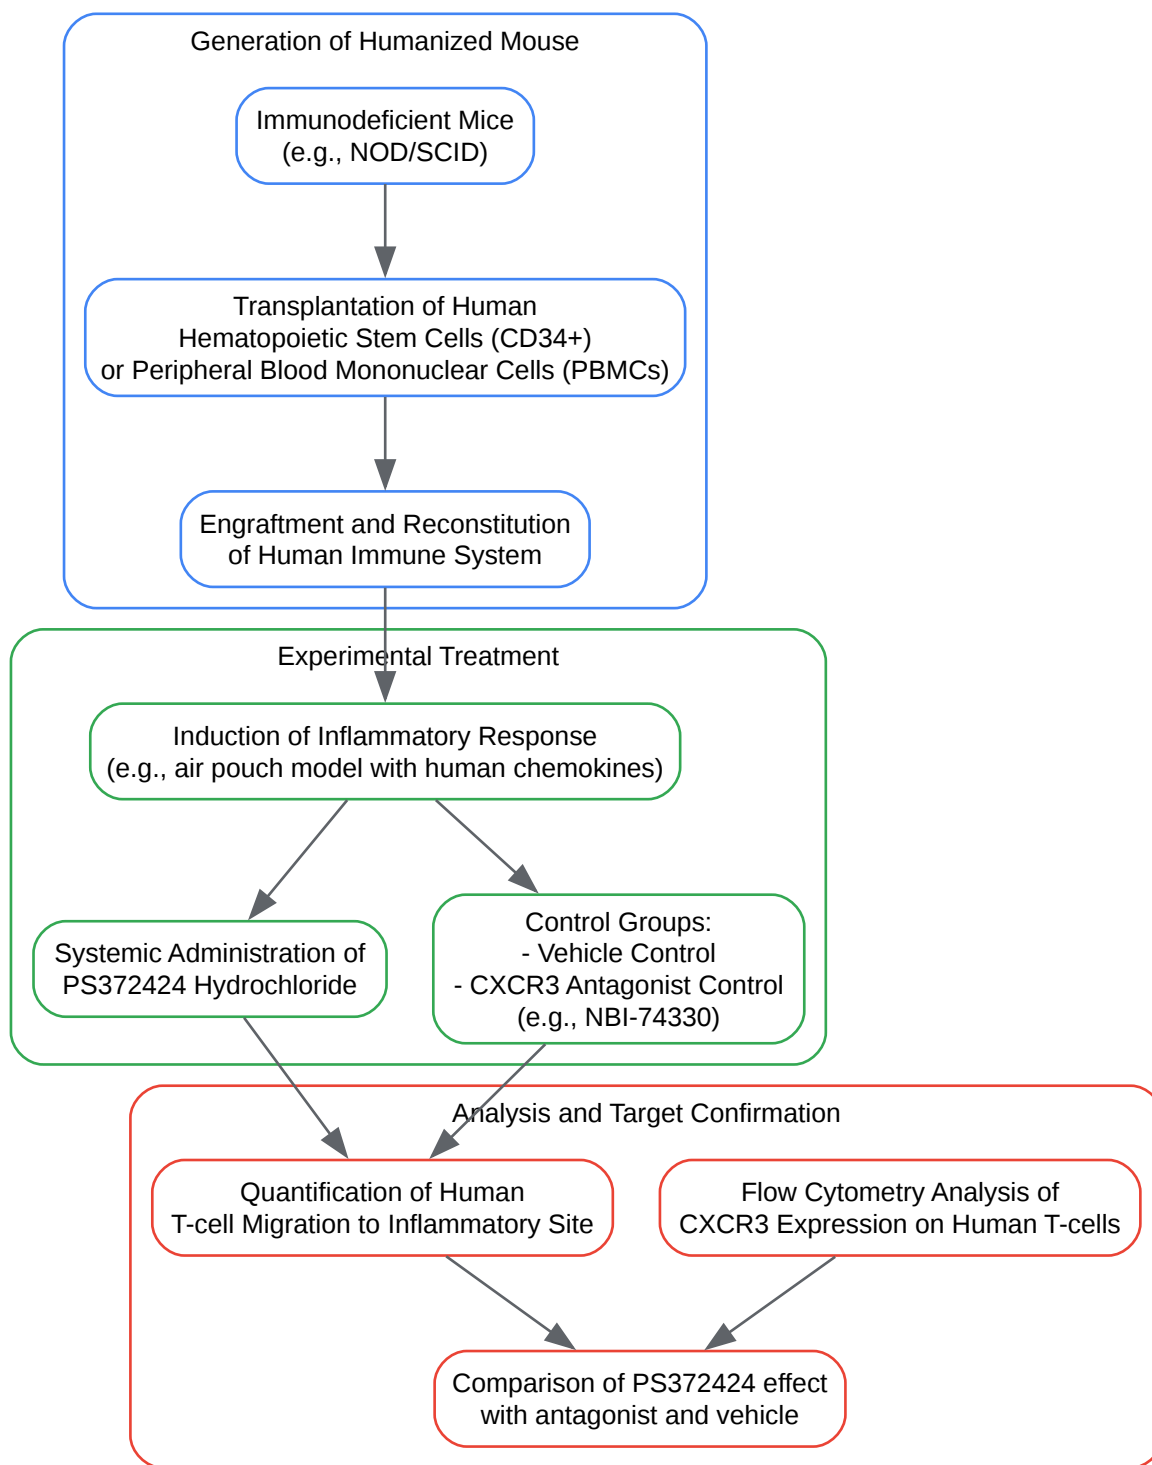 Generation of Humanized Mouse
Immunodeficient Mice
(e.g., NOD/SCID)
Transplantation of Human
Hematopoietic Stem Cells (CD34+)
or Peripheral Blood Mononuclear Cells (PBMCs)
Engraftment and Reconstitution
of Human Immune System
Experimental Treatment
Induction of Inflammatory Response
(e.g., air pouch model with human chemokines)
Systemic Administration of
PS372424 Hydrochloride
Control Groups:
- Vehicle Control
- CXCR3 Antagonist Control
(e.g., NBI-74330)
Analysis and Target Confirmation
Quantification of Human
T-cell Migration to Inflammatory Site
Flow Cytometry Analysis of
CXCR3 Expression on Human T-cells
Comparison of PS372424 effect
with antagonist and vehicle